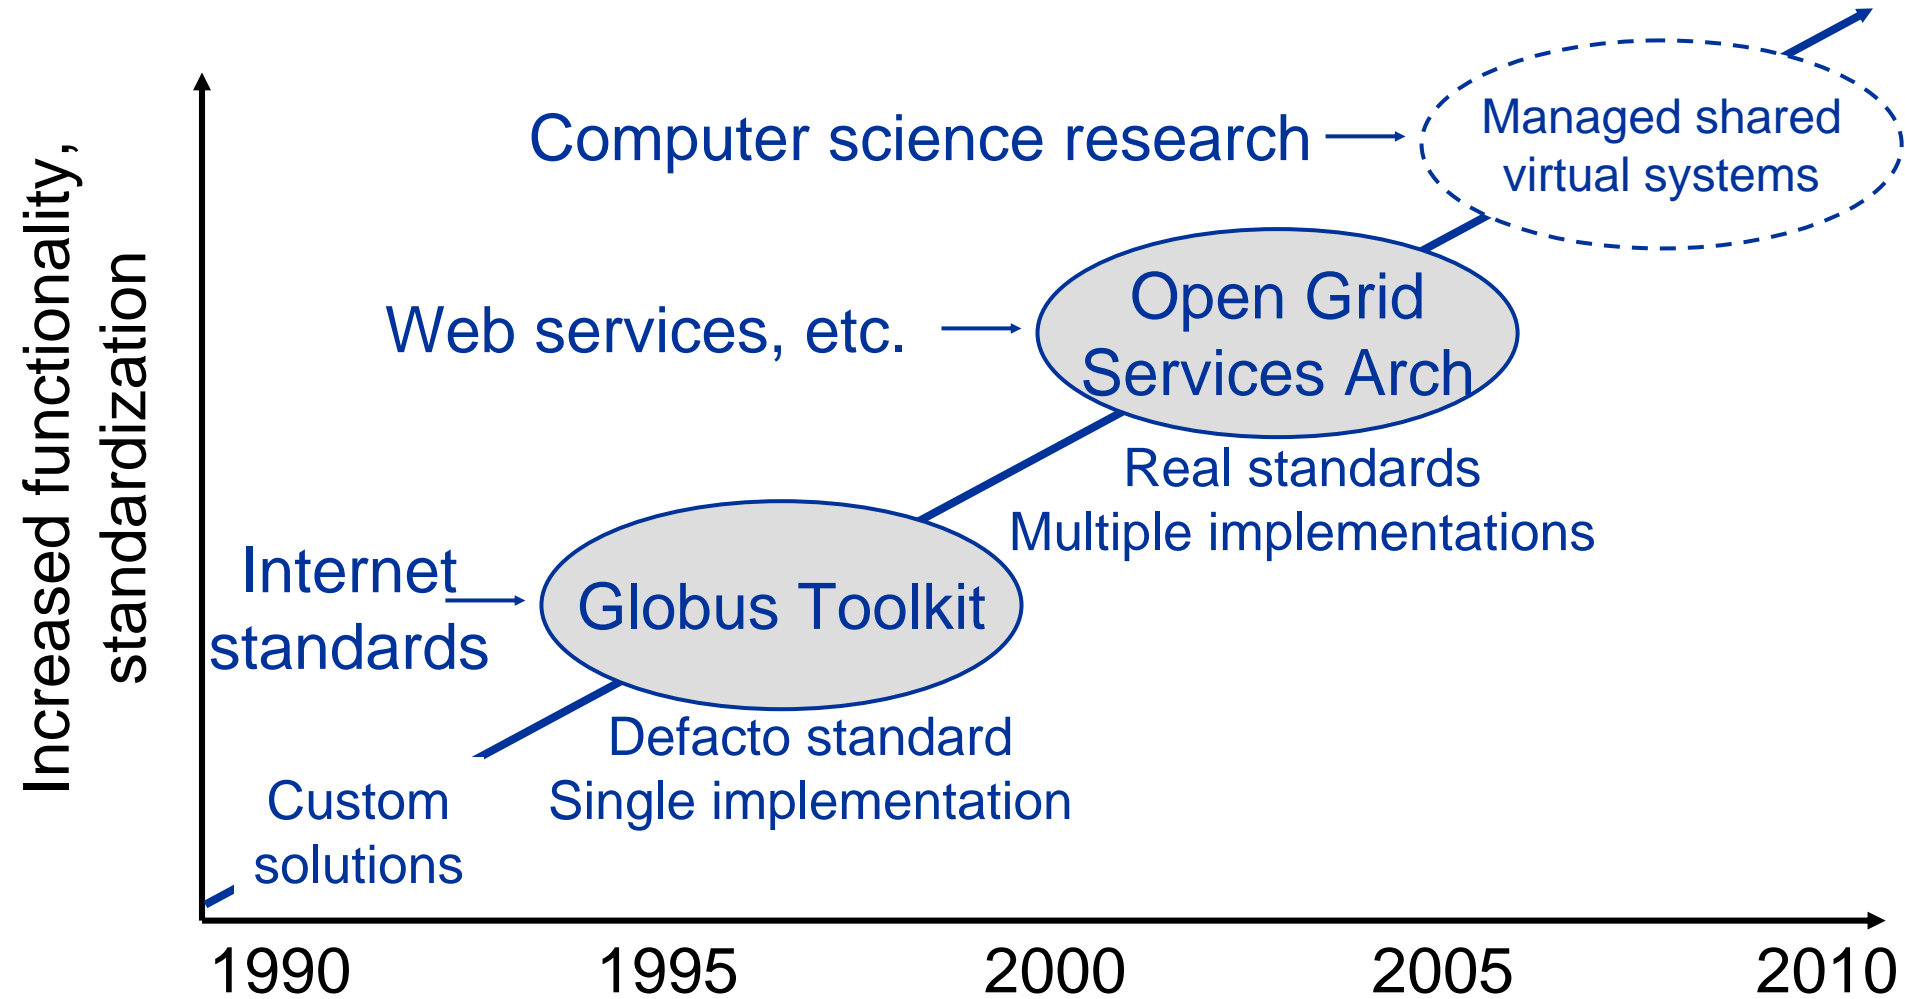 Increased functionality,
standardization
Computer science research
Managed shared
virtual systems
Web services, etc.
Open Grid
Services Arch
Real standards
Multiple implementations
Internet
standards
Globus Toolkit
Defacto standard
Single implementation
Custom
solutions
1990 1995 2000 2005 2010